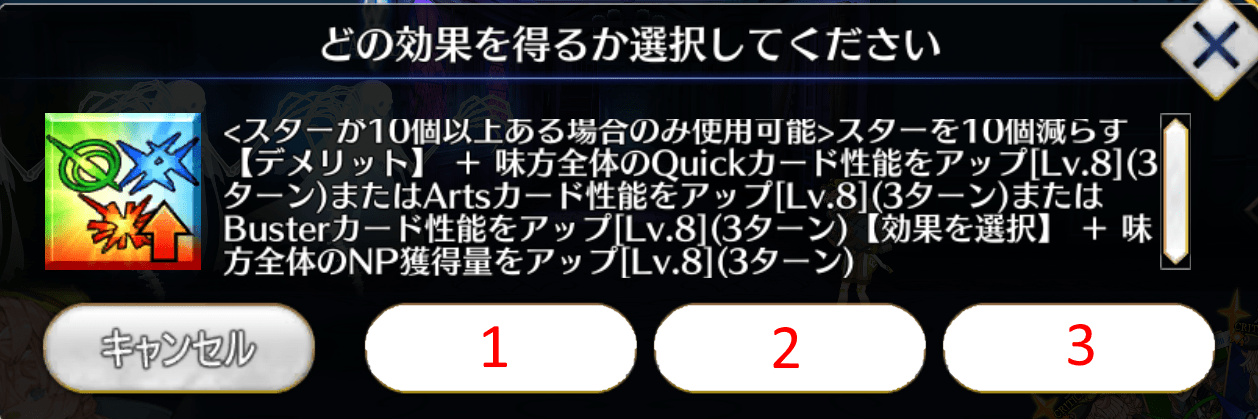 どの効果を得るか選択してください
<スターが10個以上ある場合のみ使用可能>スターを10個減らす
【デメリット】 ＋ 味方全体のQuickカード性能をアップ[Lv.8](3
ターン)またはArtsカード性能をアップ[Lv.8](3ターン)または
Busterカード性能をアップ[Lv.8](3ターン)【効果を選択】 ＋ 味
方全体のNP獲得量をアップ[Lv.8](3ターン)
キャンセル
1
2
3